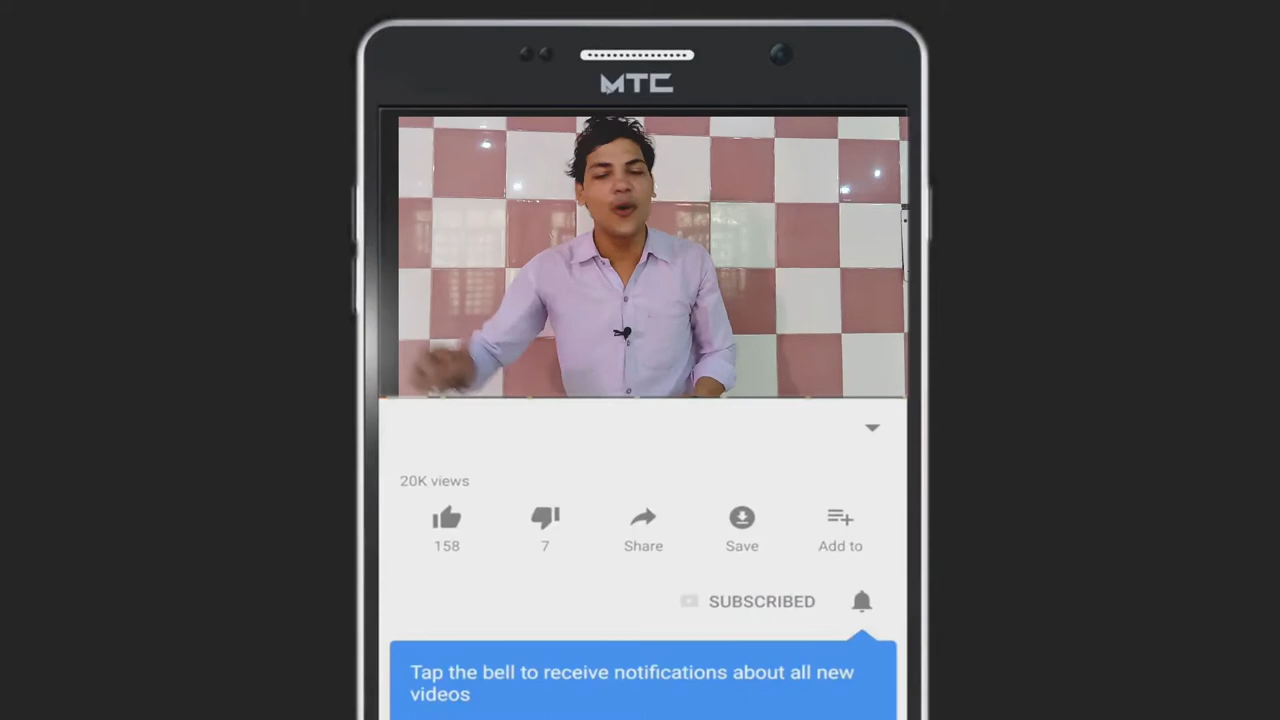 MTC
20K views
158
7
Share
Save
Add to
SUBSCRIBED
Tap the bell to receive notifications about all new
videos